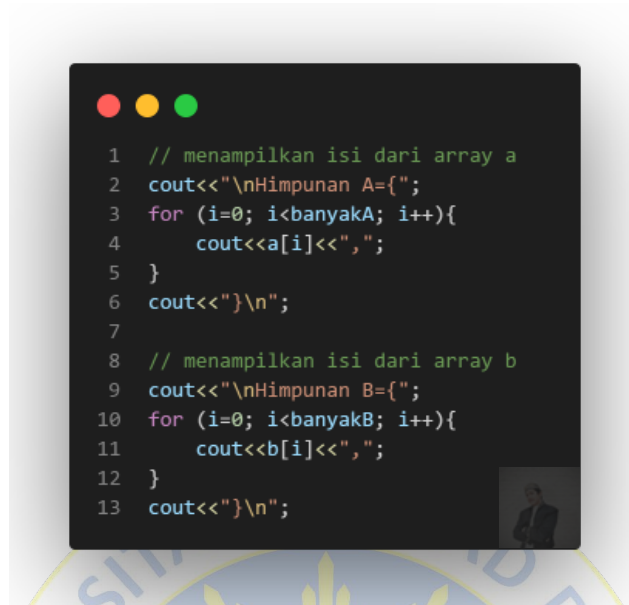 1 // menampilkan isi dari array a
2 cout<<"\nHimpunan A={";
3 for (i=0; i<banyakA; i++){
4     cout<<a[i]<<",";
5 }
6 cout<<"}\n";
7
8 // menampilkan isi dari array b
9 cout<<"\nHimpunan B={";
10 for (i=0; i<banyakB; i++){
11     cout<<b[i]<<",";
12 }
13 cout<<"}\n";